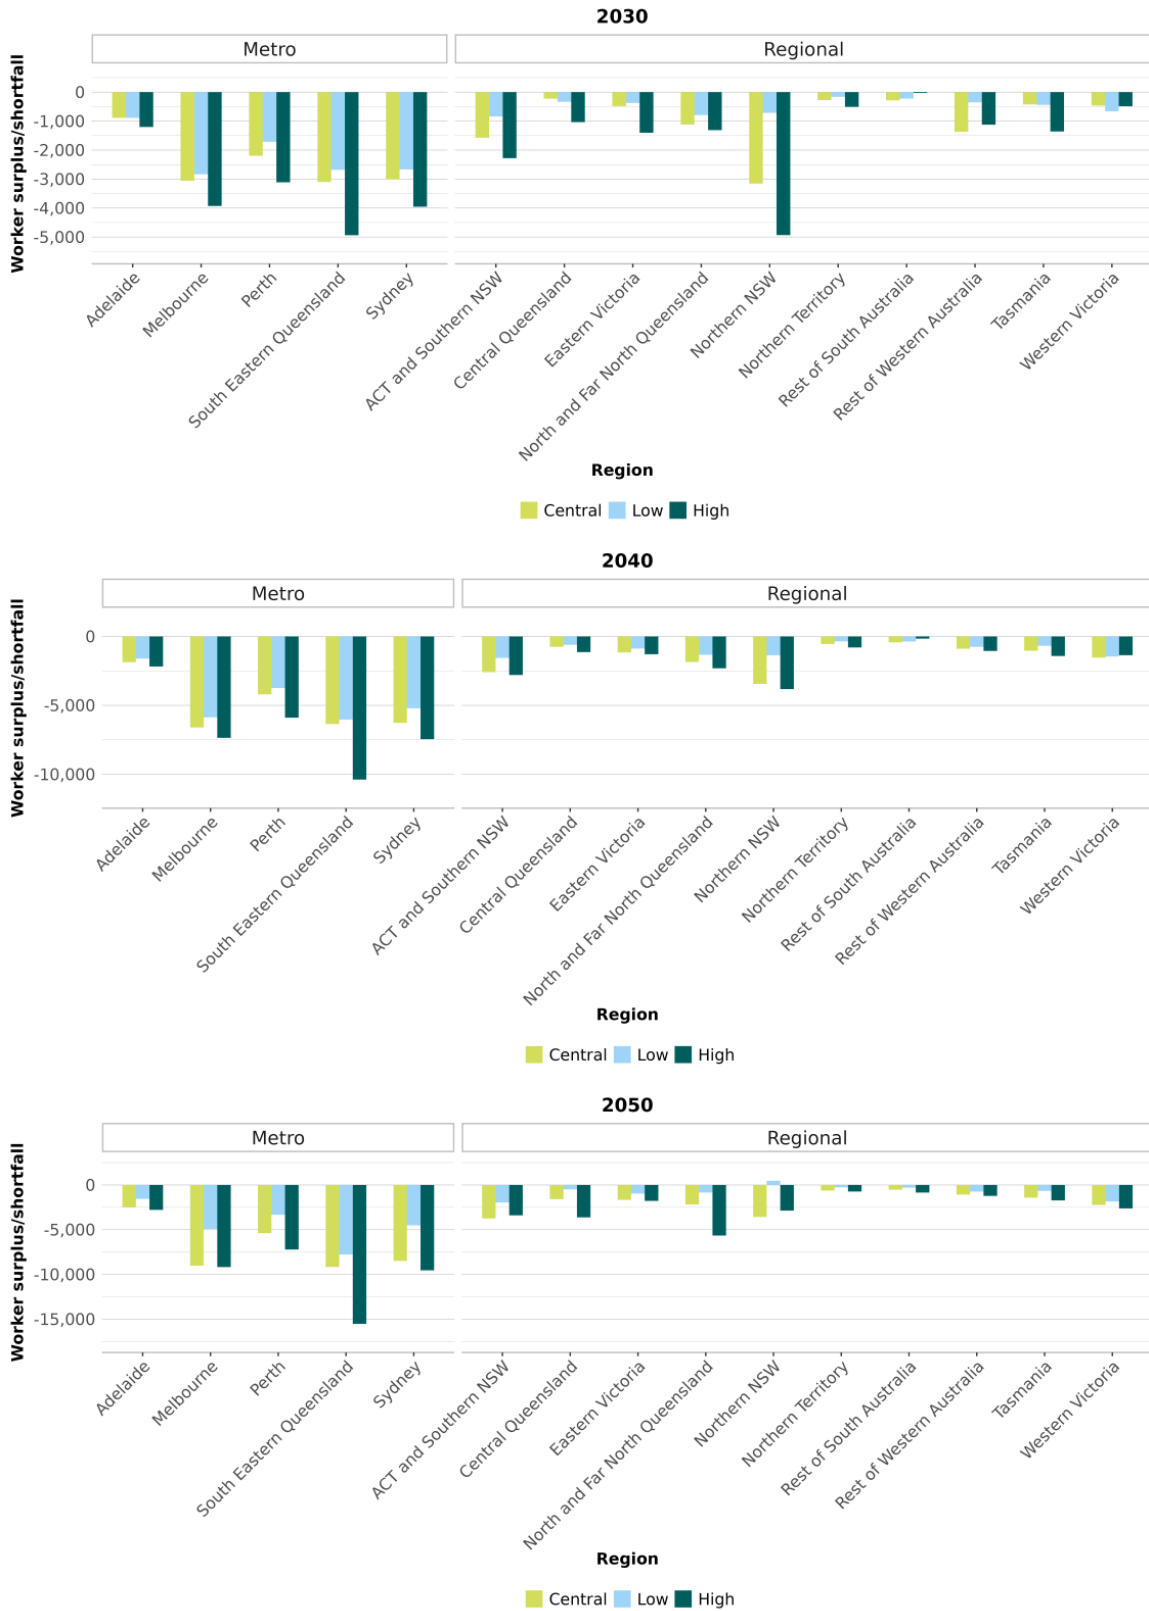 2030
Metro
Regional
Worker surplus/shortfall
0
-1,000
-2,000
-3,000
-4,000
-5,000
Adelaide
Melbourne
Perth
South Eastern Queensland
Sydney
ACT and Southern NSW
Central Queensland
Eastern Victoria
North and Far North Queensland
Northern NSW
Northern Territory
Rest of South Australia
Rest of Western Australia
Tasmania
Western Victoria
Region
Central Low High
2040
Metro
Regional
Worker surplus/shortfall
0
-5,000
-10,000
Adelaide
Melbourne
Perth
South Eastern Queensland
Sydney
ACT and Southern NSW
Central Queensland
Eastern Victoria
North and Far North Queensland
Northern NSW
Northern Territory
Rest of South Australia
Rest of Western Australia
Tasmania
Western Victoria
Region
Central Low High
2050
Metro
Regional
Worker surplus/shortfall
0
-5,000
-10,000
-15,000
Adelaide
Melbourne
Perth
South Eastern Queensland
Sydney
ACT and Southern NSW
Central Queensland
Eastern Victoria
North and Far North Queensland
Northern NSW
Northern Territory
Rest of South Australia
Rest of Western Australia
Tasmania
Western Victoria
Region
Central Low High